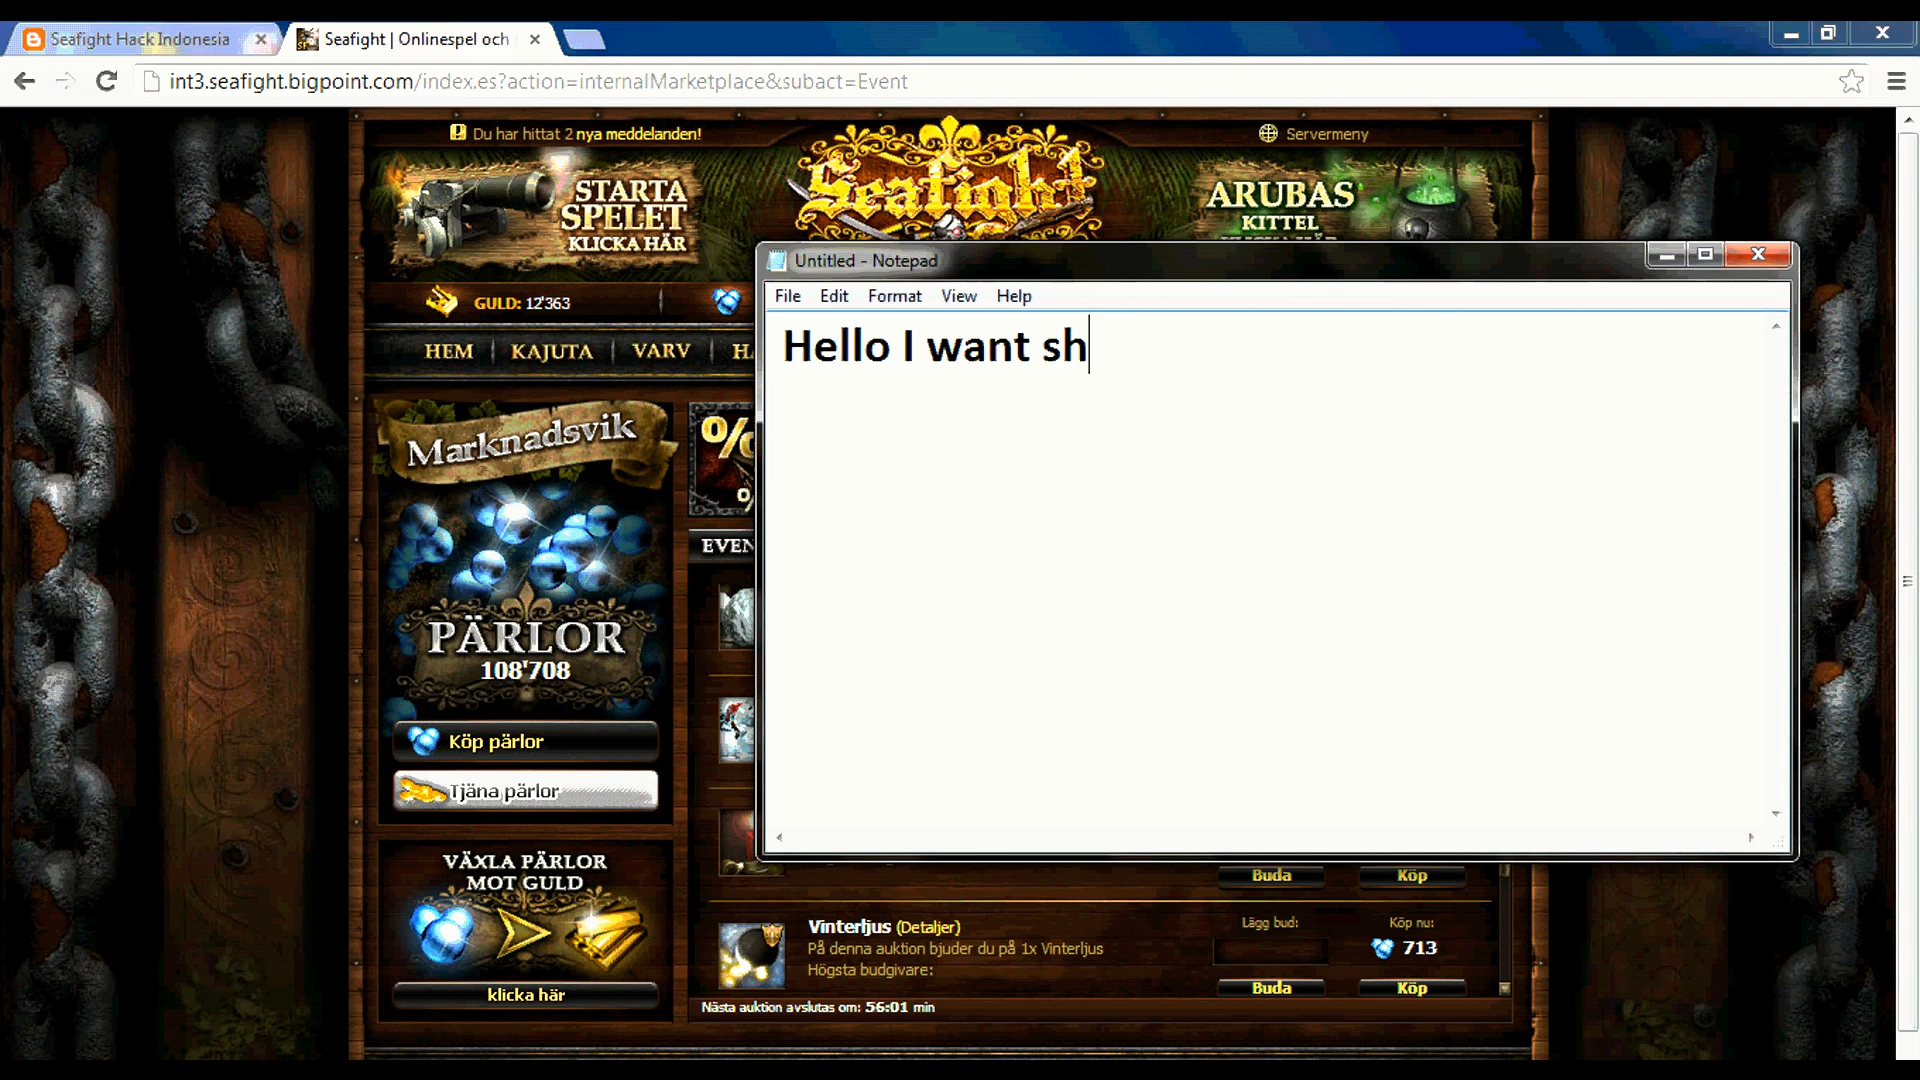 Seafight Hack Indonesia
Seafight | Onlinespel och
int3.seafight.bigpoint.com/index.es?action=internalMarketplace&subact=Event
Du har hittat 2 nya meddelanden!
Servermeny
STARTA
SPELET
KLICKA HÄR
Seafight
ARUBAS
KITTEL
Untitled - Notepad
File Edit Format View Help
Hello I want sh
GULD: 12'363
HEM KAJUTA VARV
Marknadsvik
%
EVEN
PÄRLOR
108'708
Köp pärlor
Tjäna pärlor
VÄXLA PÄRLOR
MOT GULD
klicka här
Buda Köp
Vinterljus (Detaljer)
På denna auktion bjuder du på 1x Vinterljus
Högsta budgivare:
Lägg bud:
Köp nu:
713
Buda Köp
Nästa auktion avslutas om: 56:01 min